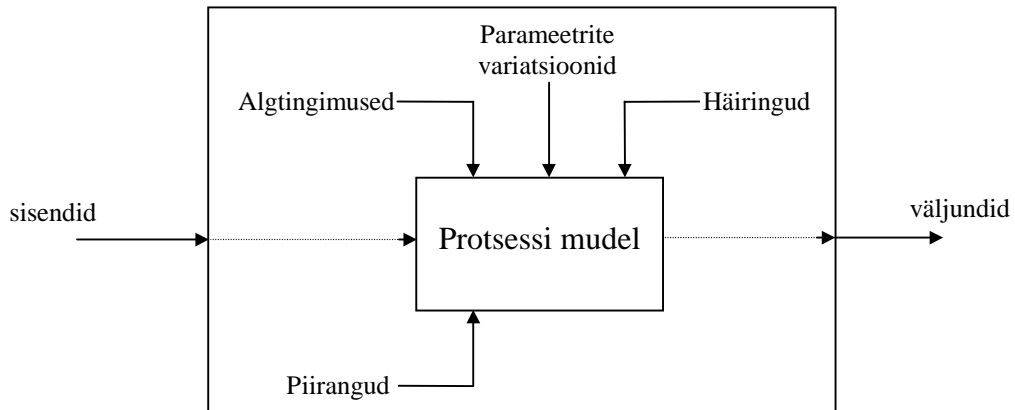 Parameetrite
variatsioonid
Algtingimused
Häiringud
sisendid
Protsessi mudel
väljundid
Piirangud